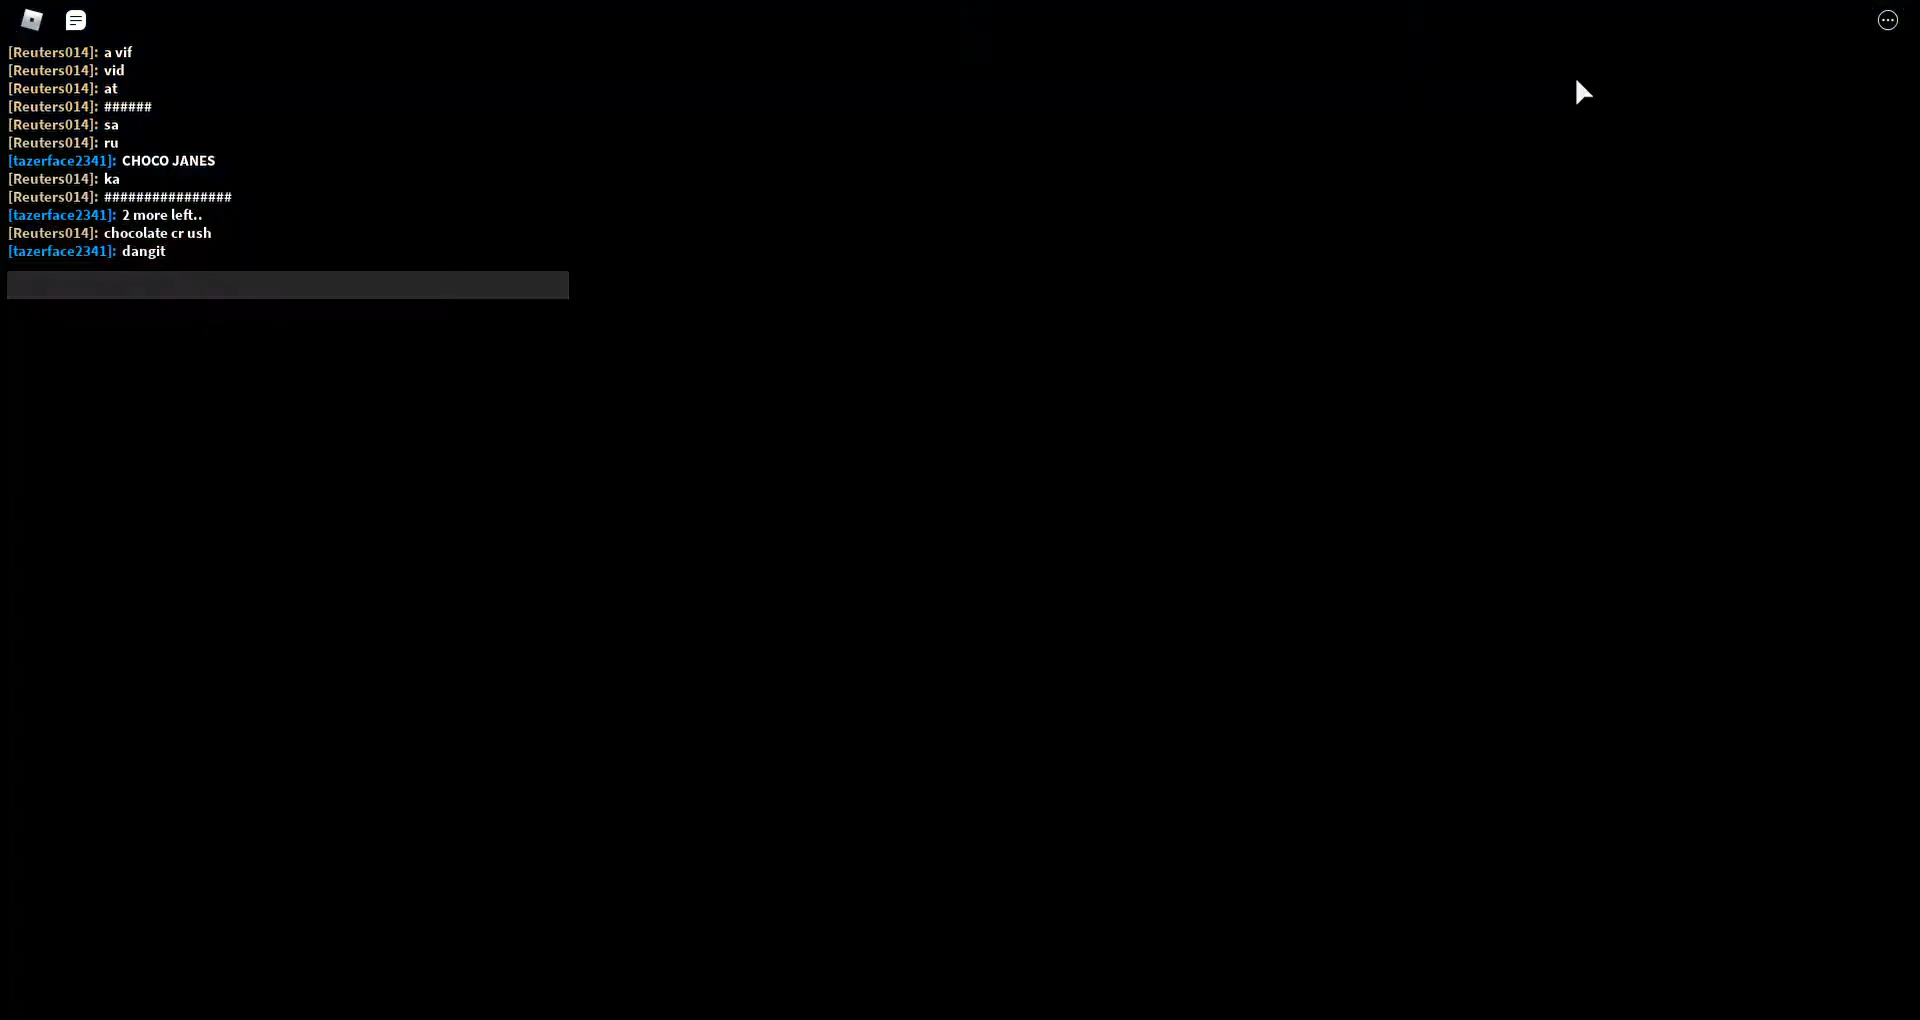 [Reuters014]: a vif
[Reuters014]: vid
[Reuters014]: at
[Reuters014]: ######
[Reuters014]: sa
[Reuters014]: ru
[tazerface2341]: CHOCO JANES
[Reuters014]: ka
[Reuters014]: ################
[tazerface2341]: 2 more left..
[Reuters014]: chocolate cr ush
[tazerface2341]: dangit